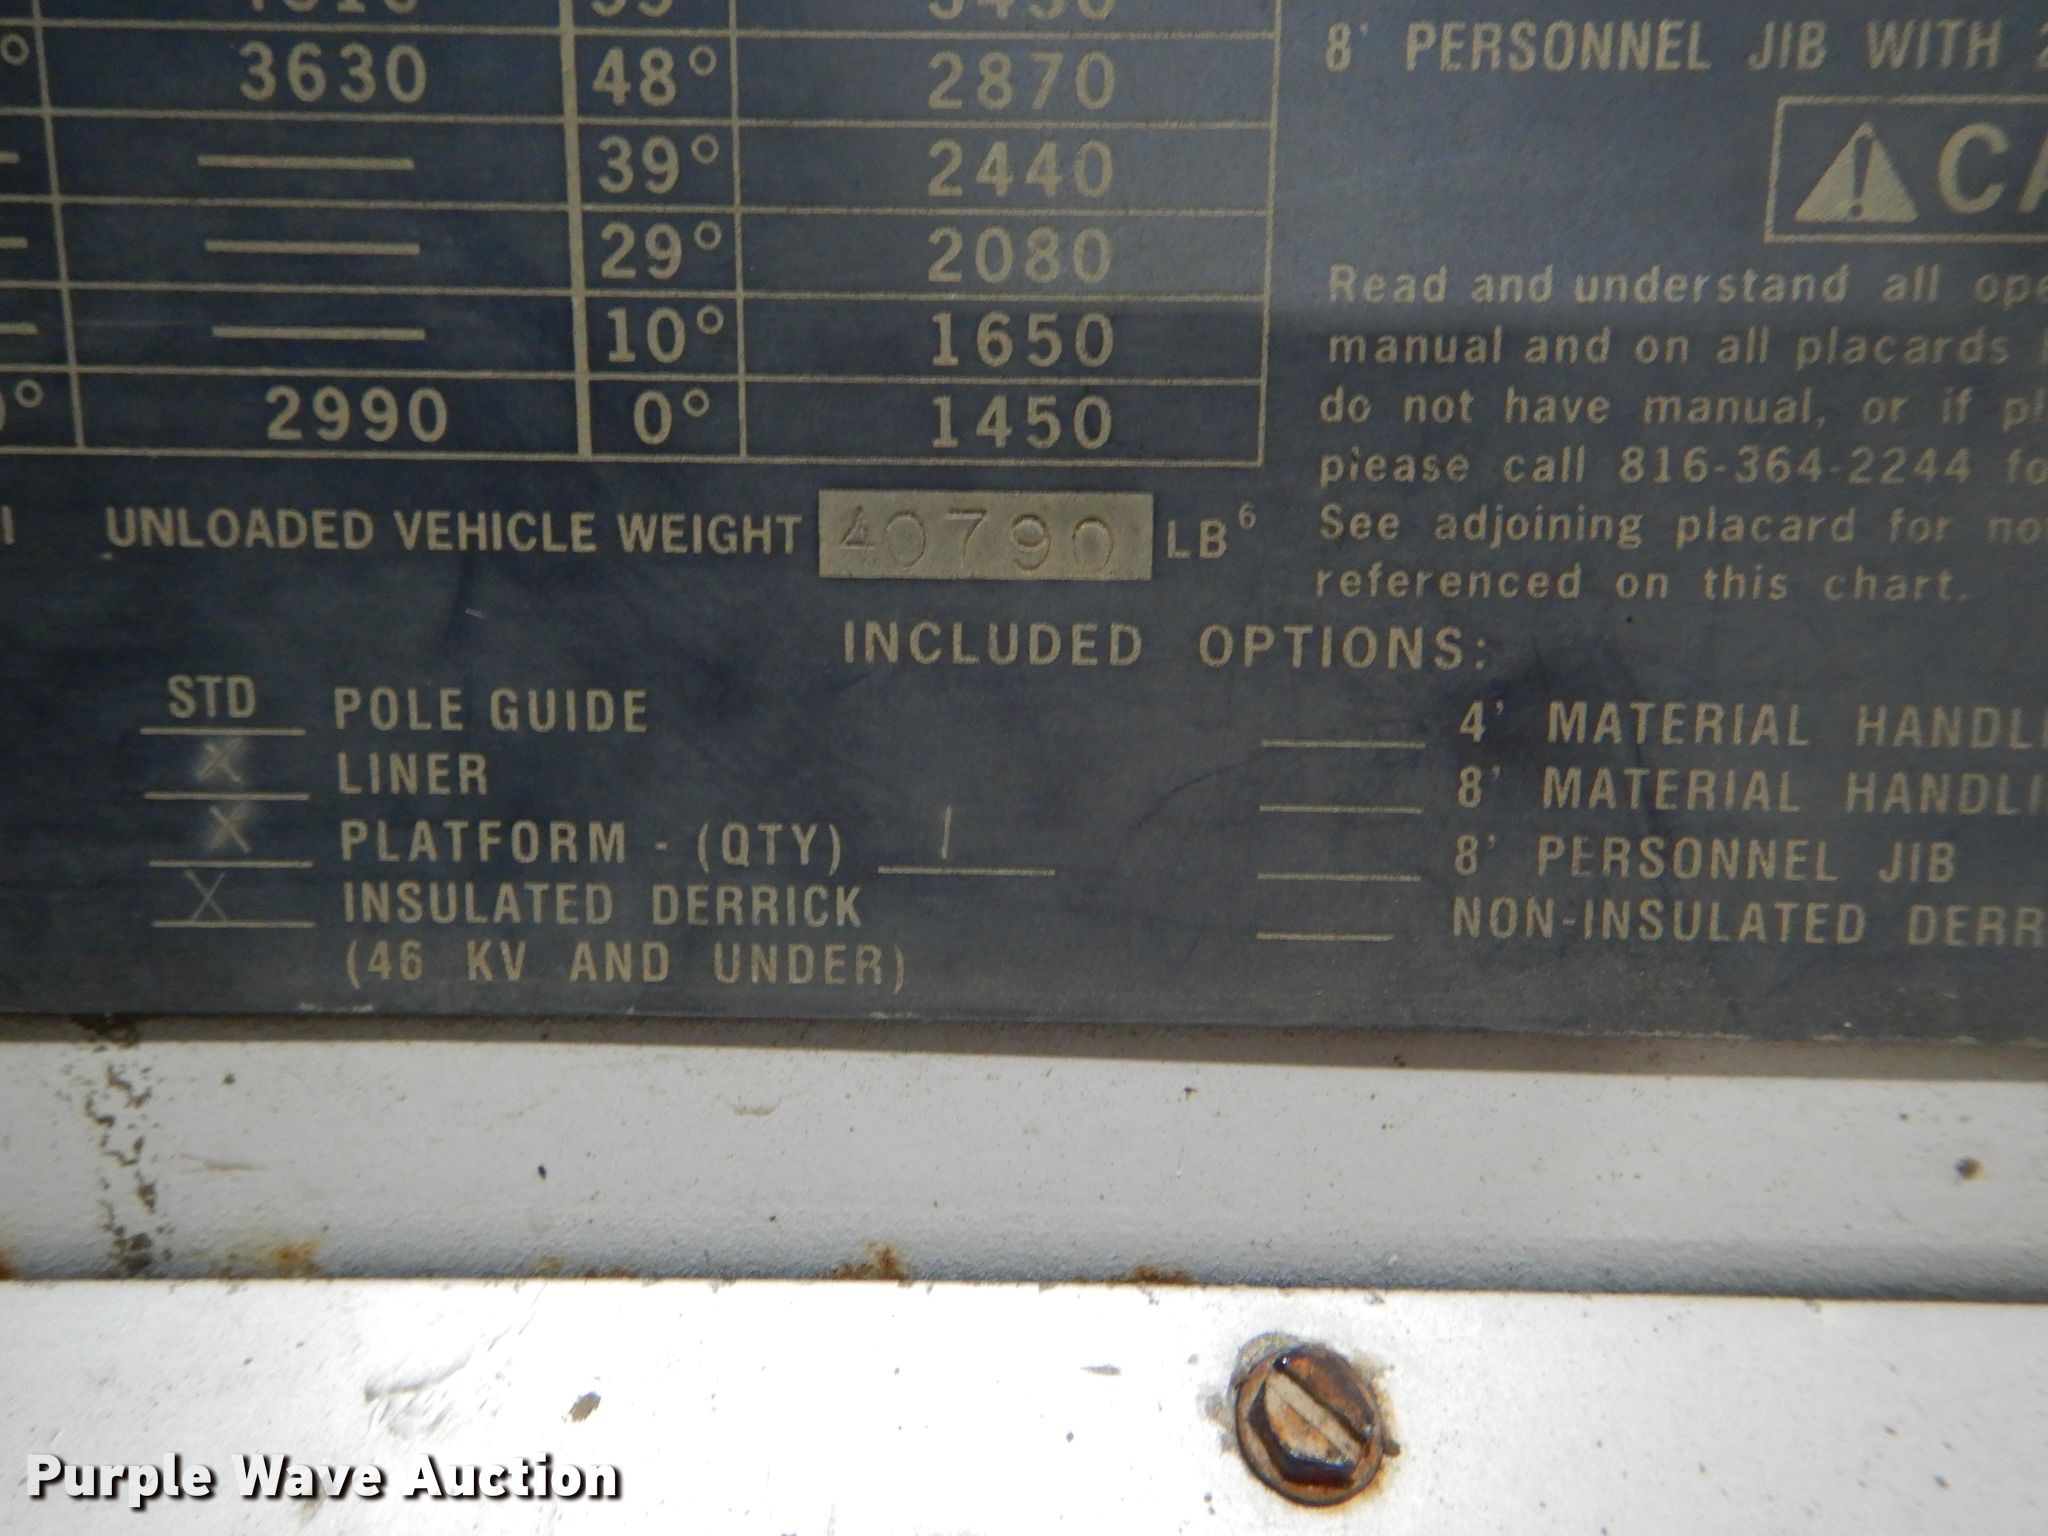 3630 48° 2870
39° 2440
29° 2080
10° 1650
2990 0° 1450
UNLOADED VEHICLE WEIGHT 40790 LB6
8' PERSONNEL JIB WITH
Read and understand all
manual and on all placards
do not have manual, or if
please call 816-364-2244
See adjoining placard for
referenced on this chart.
INCLUDED OPTIONS:
STD POLE GUIDE
X LINER
X PLATFORM - (QTY) 1
X INSULATED DERRICK
(46 KV AND UNDER)
4' MATERIAL
8' MATERIAL
8' PERSONNEL JIB
NON-INSULATED
Purple Wave Auction